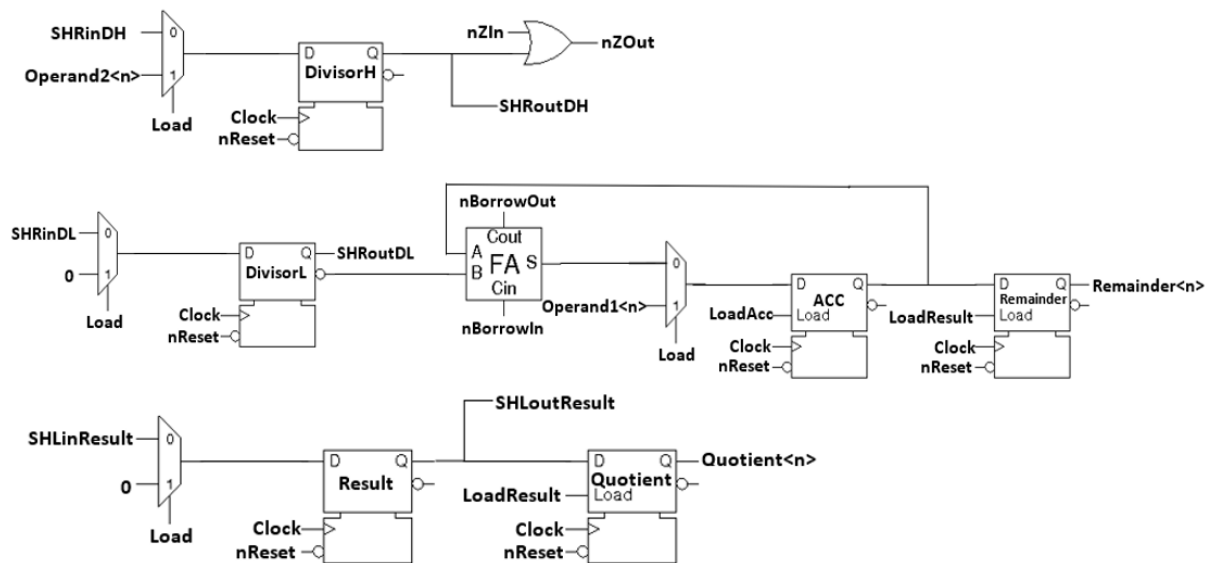 SHRinDH
0
nZIn
nZOut
Operand2<n>
1
D
Q
DivisorH
SHRoutDH
Load
Clock
nReset
nBorrowOut
SHRinDL
0
Cout
D
Q
SHRoutDL
A
FA
S
0
0
1
DivisorL
B
D
Q
Remainder<n>
Cin
Operand1<n>
1
ACC
Remainder
Load
LoadAcc
Load
LoadResult
Load
Clock
nBorrowIn
nReset
Load
Clock
Clock
nReset
nReset
D
Q
SHLoutResult
SHLinResult
0
D
Q
D
Q
Quotient<n>
0
1
Result
Quotient
LoadResult
Load
Load
Clock
Clock
nReset
nReset